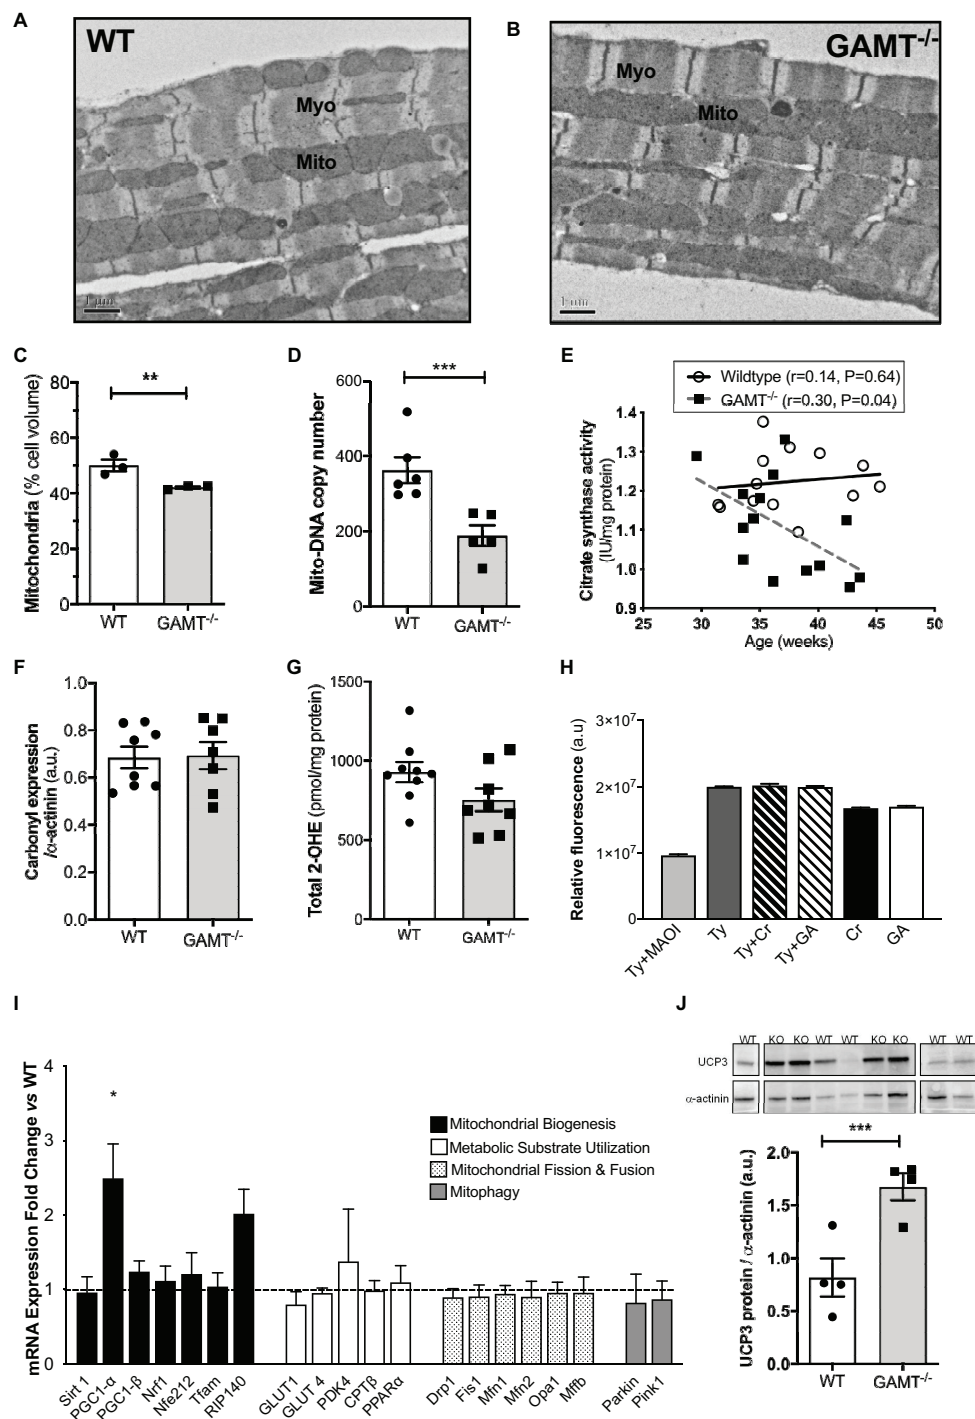 A
WT
Myo
Mito
1 μm
B
GAMT-/-
Myo
Mito
1 μm
C
Mitochondria (% cell volume)
80
60
40
20
0
**
WT
GAMT-/-
D
Mito-DNA copy number
600
400
200
0
***
WT
GAMT-/-
E
Wildtype (r=0.14, P=0.64)
GAMT-/- (r=0.30, P=0.04)
Citrate synthase activity
(IU/mg protein)
1.4
1.3
1.2
1.1
1.0
0.9
25 30 35 40 45 50
Age (weeks)
F
Carbonyl expression
/α-actinin (a.u.)
1.0
0.8
0.6
0.4
0.2
0.0
WT
GAMT-/-
G
Total 2-OHE (pmol/mg protein)
1500
1000
500
0
WT
GAMT-/-
H
Relative fluorescence (a.u)
3×10⁷
2×10⁷
1×10⁷
0
Ty+MAOI
Ty
Ty+Cr
Ty+GA
Cr
GA
I
mRNA Expression Fold Change vs WT
4
3
2
1
0
*
Mitochondrial Biogenesis
Metabolic Substrate Utilization
Mitochondrial Fission & Fusion
Mitophagy
Sirt 1
PGC1-α
PGC1-β
Nrf1
Nfe212
Tfam
RIP140
GLUT1
GLUT 4
PDK4
CPTβ
PPARα
Drp1
Fis1
Mfn1
Mfn2
Opa1
Mffb
Parkin
Pink1
J
WT KO KO WT WT KO KO WT WT
UCP3
α-actinin
UCP3 protein / α-actinin (a.u.)
2.0
1.5
1.0
0.5
0.0
***
WT
GAMT-/-